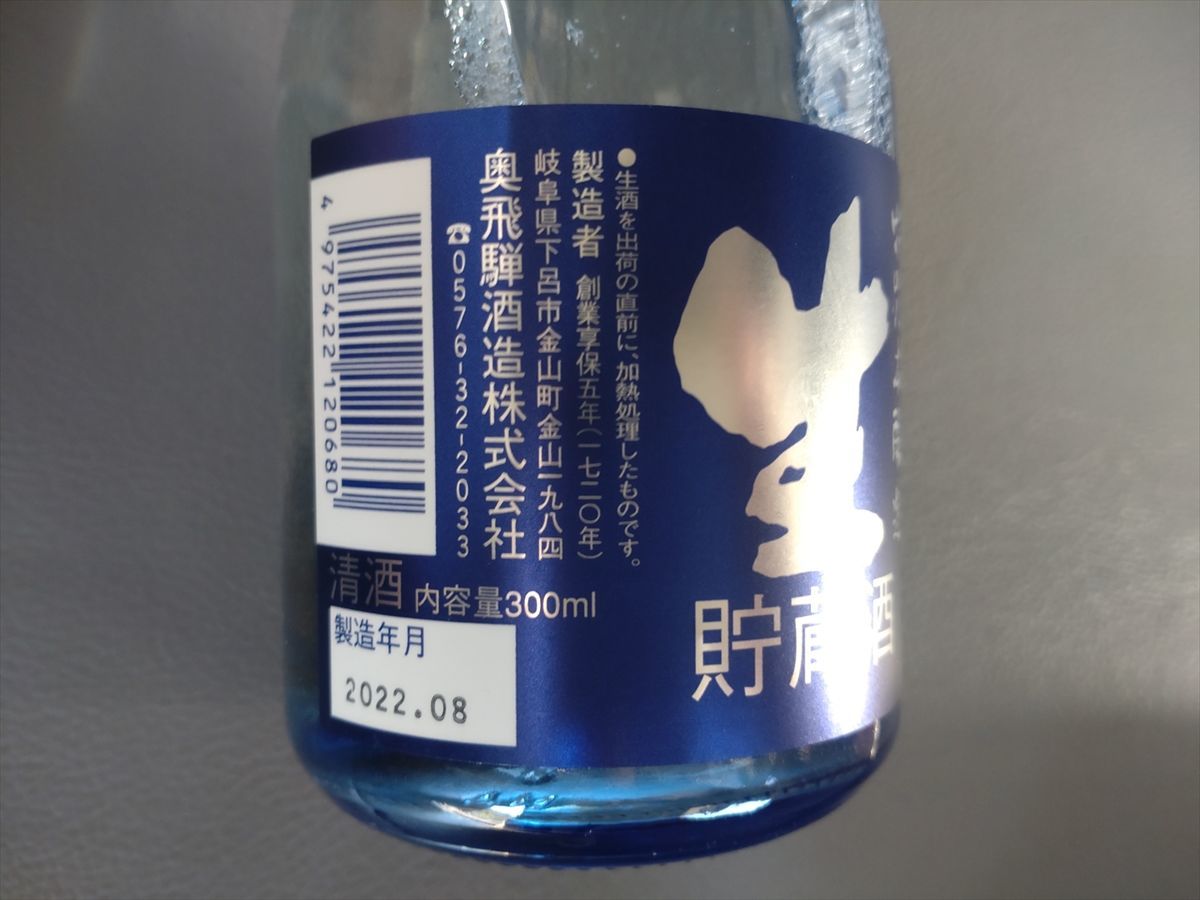 生
貯蔵酒
●生酒を出荷の直前に、加熱処理したものです。
製造者 創業享保五年(一七二〇年)
岐阜県下呂市金山町金山一九八四
奥飛騨酒造株式会社
☎0576-32-2033
4 975422 120680
清酒 内容量300ml
製造年月
2022.08